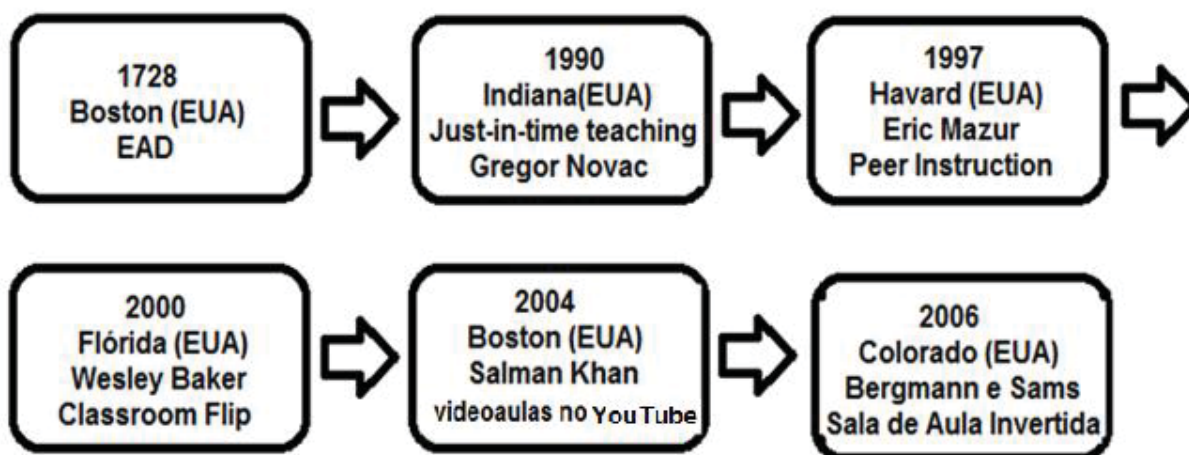 1728
Boston (EUA)
EAD
1990
Indiana(EUA)
Just-in-time teaching
Gregor Novac
1997
Havard (EUA)
Eric Mazur
Peer Instruction
2000
Flórida (EUA)
Wesley Baker
Classroom Flip
2004
Boston (EUA)
Salman Khan
videoaulas no YouTube
2006
Colorado (EUA)
Bergmann e Sams
Sala de Aula Invertida